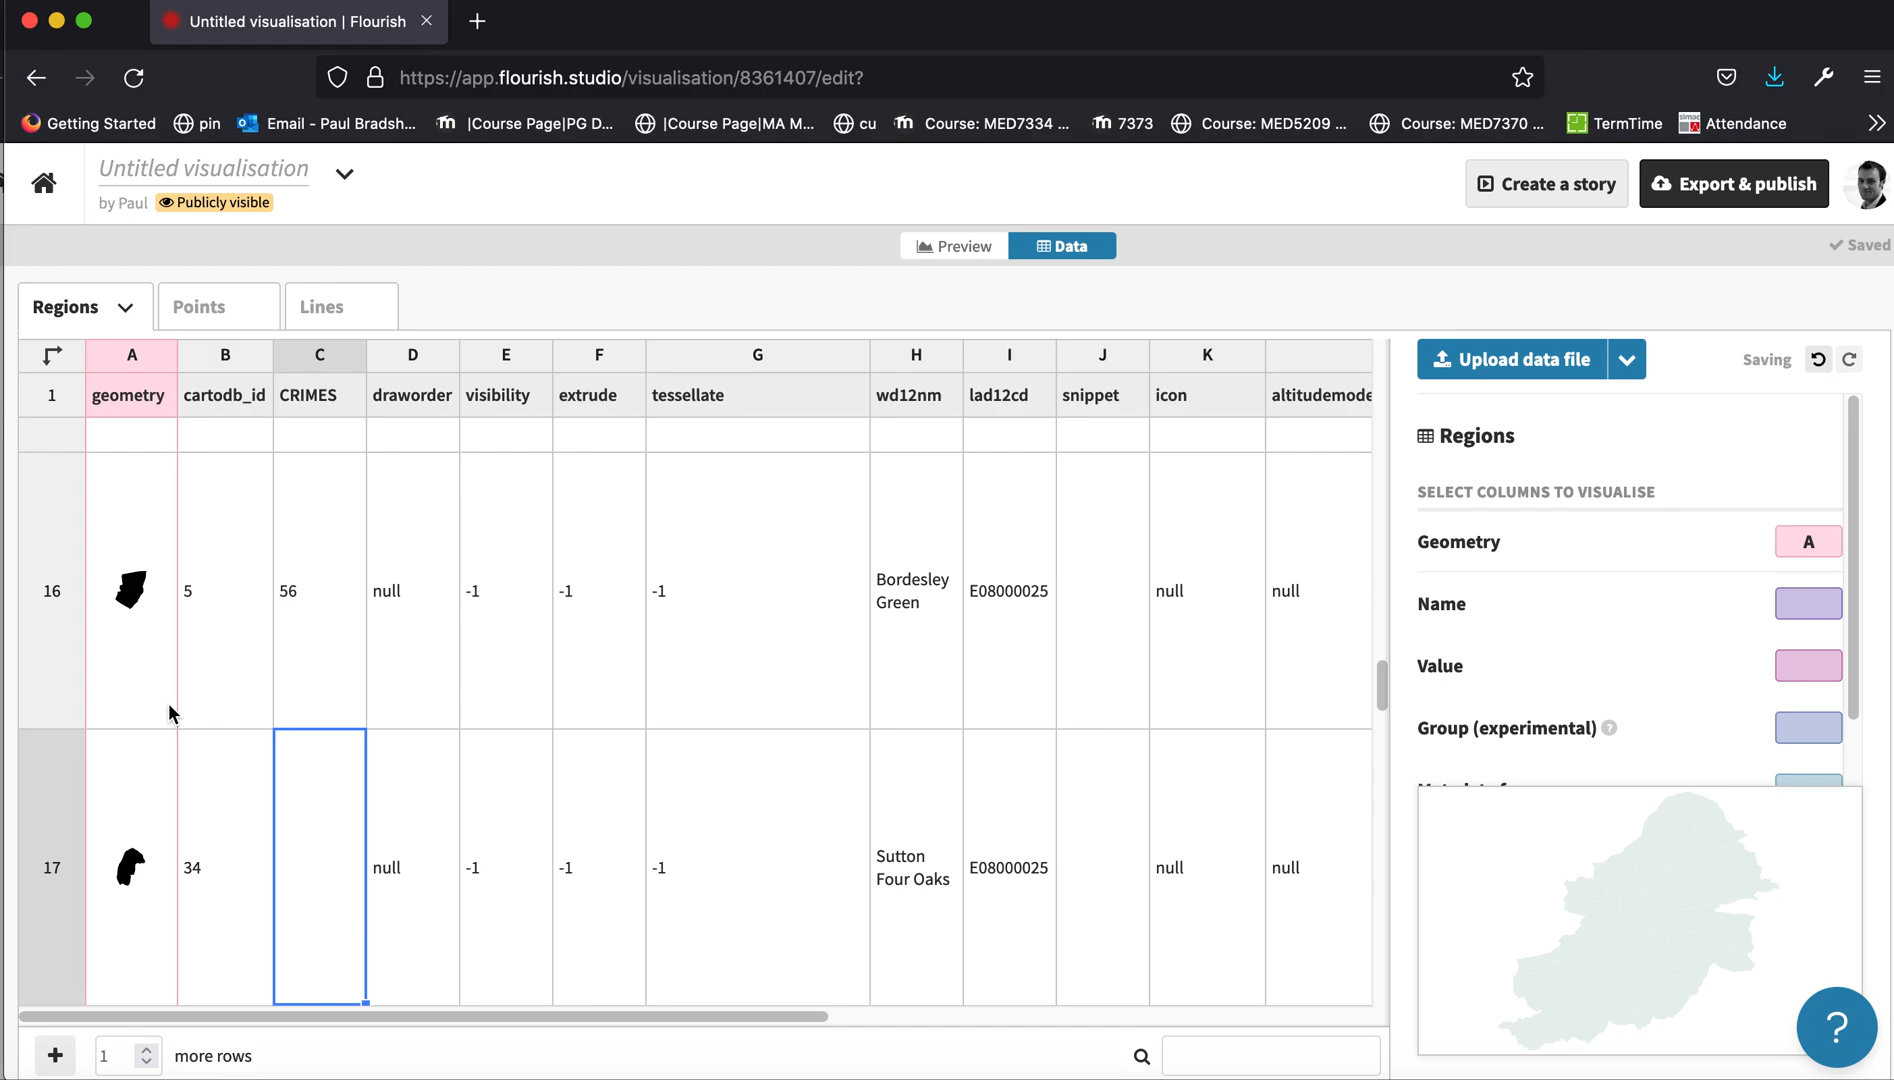 Untitled visualisation | Flourish
https://app.flourish.studio/visualisation/8361407/edit?
Getting Started
pin
Email - Paul Bradsh...
|Course Page|PG D...
|Course Page|MA M...
cu
Course: MED7334 ...
7373
Course: MED5209 ...
Course: MED7370 ...
TermTime
Attendance
Untitled visualisation
by Paul
Publicly visible
Create a story
Export & publish
Preview
Data
Saved
Regions
Points
Lines
A B C D E F G H I J K
1 geometry cartodb_id CRIMES draworder visibility extrude tessellate wd12nm lad12cd snippet icon altitudemode
16 5 56 null -1 -1 -1 Bordesley Green E08000025 null null
17 34 null -1 -1 -1 Sutton Four Oaks E08000025 null null
Upload data file
Saving
Regions
SELECT COLUMNS TO VISUALISE
Geometry A
Name
Value
Group (experimental) ?
+ 1 more rows
?